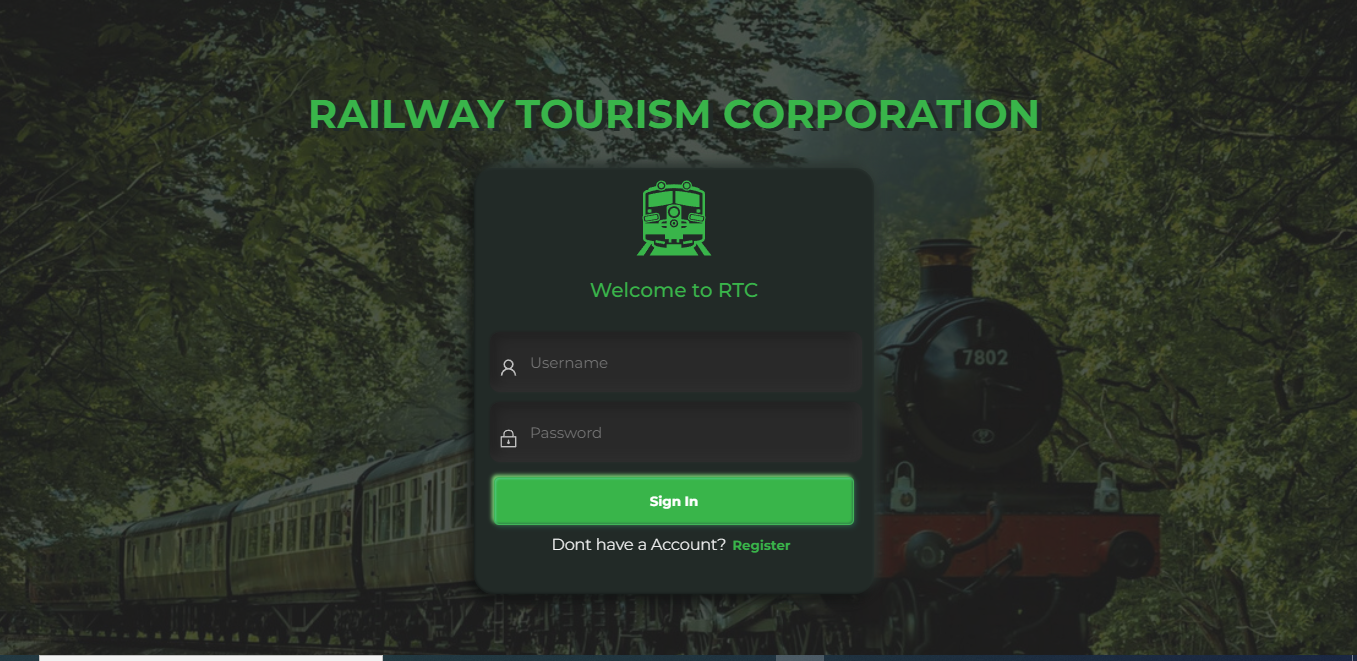 RAILWAY TOURISM CORPORATION
Welcome to RTC
7802
Username
Password
Sign In
Dont have a Account? Register